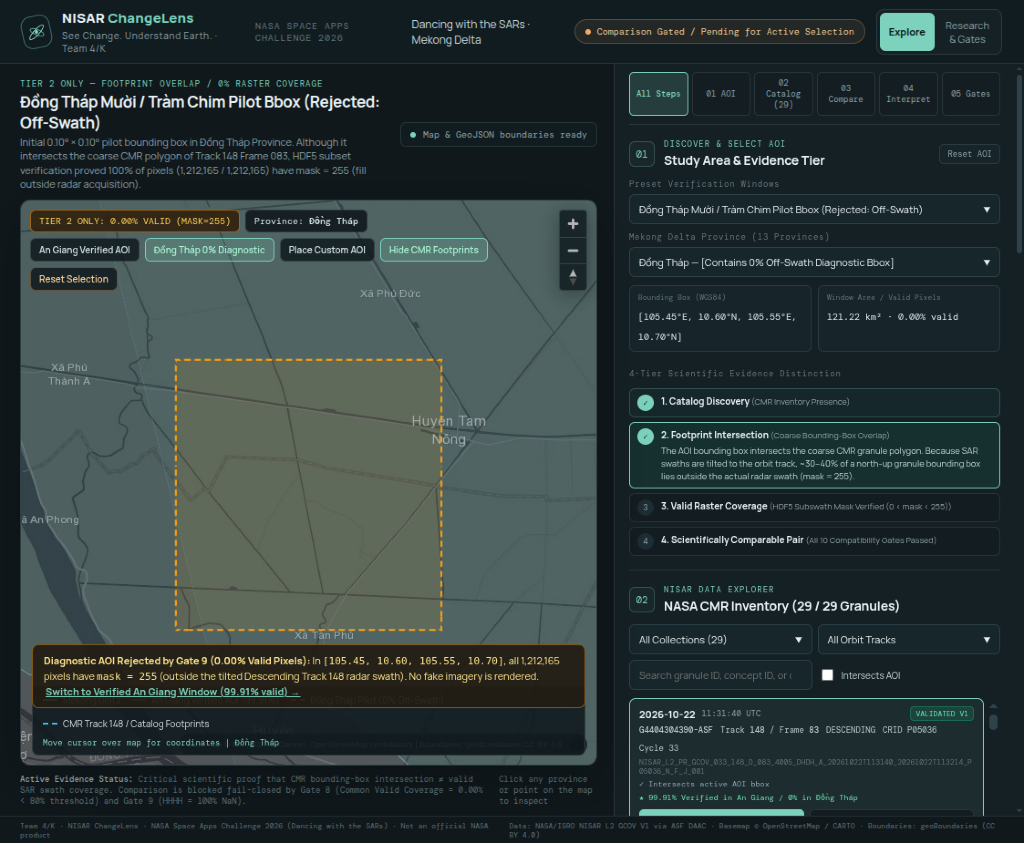 NISAR ChangeLens
See Change. Understand Earth. ·
Team 4/K
NASA SPACE APPS
CHALLENGE 2026
Dancing with the SARs ·
Mekong Delta
Comparison Gated / Pending for Active Selection
Explore
Research
& Gates
TIER 2 ONLY — FOOTPRINT OVERLAP / 0% RASTER COVERAGE
Đồng Tháp Mười / Tràm Chim Pilot Bbox (Rejected:
Off-Swath)
Initial 0.10° × 0.10° pilot bounding box in Đồng Tháp Province. Although it
intersects the coarse CMR polygon of Track 148 Frame 083, HDF5 subset
verification proved 100% of pixels (1,212,165 / 1,212,165) have mask = 255 (fill
outside radar acquisition).
Map & GeoJSON boundaries ready
TIER 2 ONLY: 0.00% VALID (MASK=255)
Province: Đồng Tháp
An Giang Verified AOI
Đồng Tháp 0% Diagnostic
Place Custom AOI
Hide CMR Footprints
Reset Selection
Xã Phú Đức
Xã Phú
Thành A
Huyện Tam
Nông
ã An Phong
Xã Tân Phú
Diagnostic AOI Rejected by Gate 9 (0.00% Valid Pixels): In [105.45, 10.60, 105.55, 10.70], all 1,212,165
pixels have mask = 255 (outside the tilted Descending Track 148 radar swath). No fake imagery is rendered.
Switch to Verified An Giang Window (99.91% valid) →
CMR Track 148 / Catalog Footprints
Move cursor over map for coordinates | Đồng Tháp
Active Evidence Status: Critical scientific proof that CMR bounding-box intersection ≠ valid
SAR swath coverage. Comparison is blocked fail-closed by Gate 8 (Common Valid Coverage = 0.00%
< 80% threshold) and Gate 9 (HHHH = 100% NaN).
Click any province
or point on the map
to inspect
All Steps
01 AOI
02
Catalog
(29)
03
Compare
04
Interpret
05 Gates
01
DISCOVER & SELECT AOI
Study Area & Evidence Tier
Reset AOI
Preset Verification Windows
Đồng Tháp Mười / Tràm Chim Pilot Bbox (Rejected: Off-Swath)
Mekong Delta Province (13 Provinces)
Đồng Tháp — [Contains 0% Off-Swath Diagnostic Bbox]
Bounding Box (WGS84)
[105.45°E, 10.60°N, 105.55°E,
10.70°N]
Window Area / Valid Pixels
121.22 km² · 0.00% valid
4-Tier Scientific Evidence Distinction
✓ 1. Catalog Discovery (CMR Inventory Presence)
✓ 2. Footprint Intersection (Coarse Bounding-Box Overlap)
The AOI bounding box intersects the coarse CMR granule polygon. Because SAR
swaths are tilted to the orbit track, ~30–40% of a north-up granule bounding box
lies outside the actual radar swath (mask = 255).
3 3. Valid Raster Coverage (HDF5 Subswath Mask Verified (0 < mask < 255))
4 4. Scientifically Comparable Pair (All 10 Compatibility Gates Passed)
02
NISAR DATA EXPLORER
NASA CMR Inventory (29 / 29 Granules)
All Collections (29)
All Orbit Tracks
Search granule ID, concept ID, or c
Intersects AOI
2026-10-22 11:31:40 UTC
VALIDATED V1
G4404304390-ASF Track 148 / Frame 83 DESCENDING CRID P05036
Cycle 33
NISAR_L2_PR_GCOV_033_148_D_083_4005_DHDH_A_20261022T113140_20261022T113214_P
05036_N_F_J_001
✓ Intersects active AOI bbox
★ 99.91% Verified in An Giang / 0% in Đồng Tháp
Team 4/K · NISAR ChangeLens · NASA Space Apps Challenge 2026 (Dancing with the SARs) · Not an official NASA
product
Data: NASA/ISRO NISAR L2 GCOV V1 via ASF DAAC · Basemap © OpenStreetMap / CARTO · Boundaries: geoBoundaries (CC
BY 4.0)